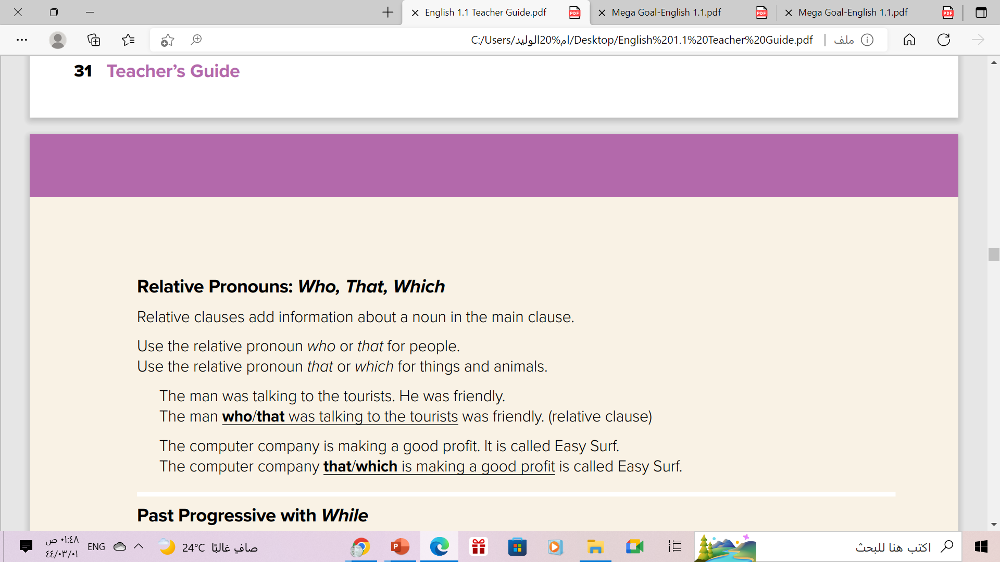 English 1.1 Teacher Guide.pdf
Mega Goal-English 1.1.pdf
Mega Goal-English 1.1.pdf
C:/Users/ام%20الوليد/Desktop/English%201.1%20Teacher%20Guide.pdf
ملف
31 Teacher's Guide
Relative Pronouns: Who, That, Which
Relative clauses add information about a noun in the main clause.
Use the relative pronoun who or that for people.
Use the relative pronoun that or which for things and animals.
The man was talking to the tourists. He was friendly.
The man who/that was talking to the tourists was friendly. (relative clause)
The computer company is making a good profit. It is called Easy Surf.
The computer company that/which is making a good profit is called Easy Surf.
Past Progressive with While
٠١:٤٨ ص
٤٤/٠٣/٠١
ENG
24°C صافٍ غالبًا
اكتب هنا للبحث